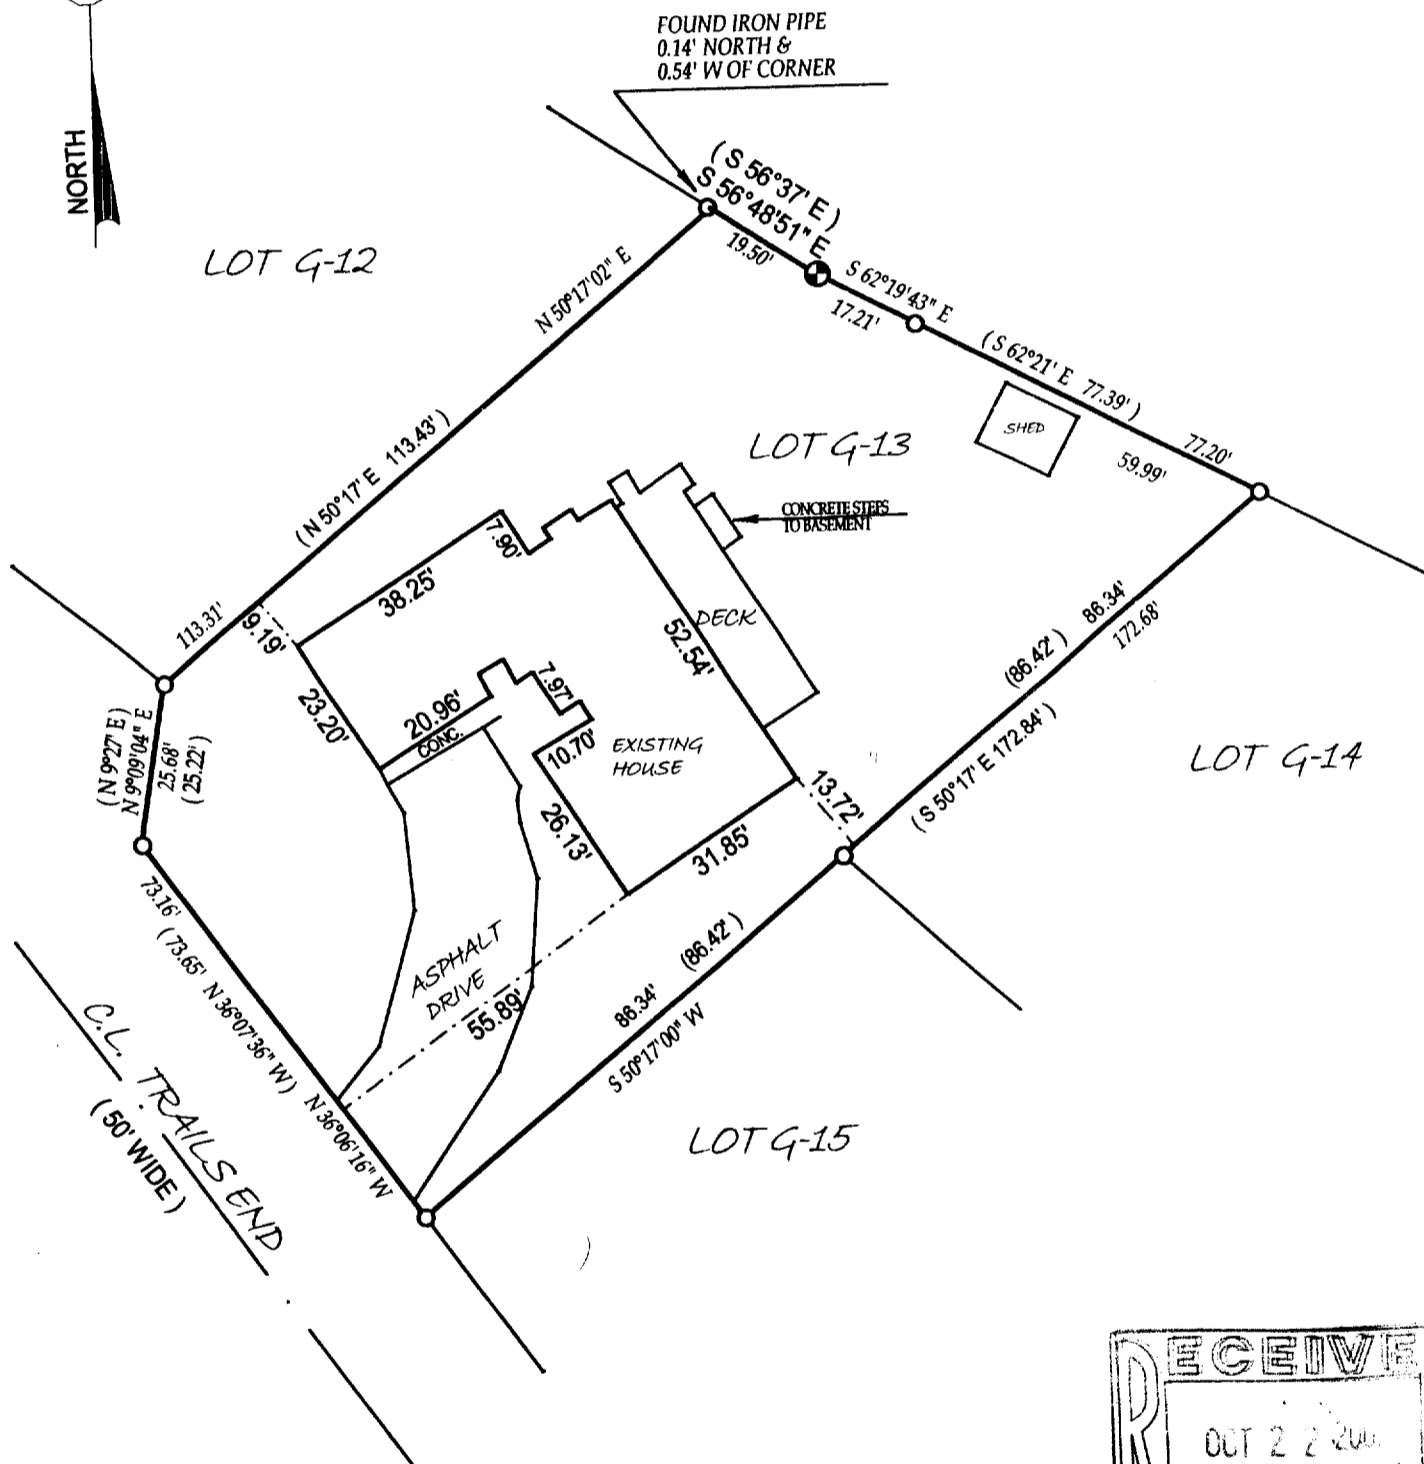 FOUND IRON PIPE
0.14' NORTH &
0.54' W OF CORNER
NORTH
( S 56°37' E )
S 56°48'51" E
19.50'
LOT G-12
N 50°17'02" E
S 62°19'43" E
17.21'
( S 62°21' E 77.39' )
77.20'
59.99'
SHED
LOT G-13
( N 50°17' E 113.43' )
113.31'
CONCRETE STEPS
TO BASEMENT
7.90'
38.25'
9.19'
DECK
52.54'
86.34'
(86.42' )
172.68'
( S 50°17' E 172.84' )
23.20'
20.96'
CONC.
7.97'
10.70'
EXISTING
HOUSE
LOT G-14
( N 9°27' E )
N 9°09'04" E
25.68'
( 25.22' )
13.72'
26.13'
31.85'
73.16'
( 73.65' N 36°07'36" W )
N 36°06'16" W
ASPHALT
DRIVE
55.89'
(86.42' )
86.34'
S 50°17'00" W
C.L. TRAILS END
( 50' WIDE )
LOT G-15
RECEIVE
OCT 2 2